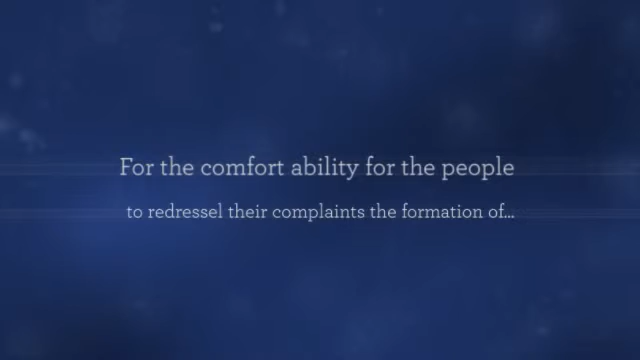 For the comfort ability for the people
to redressel their complaints the formation of...